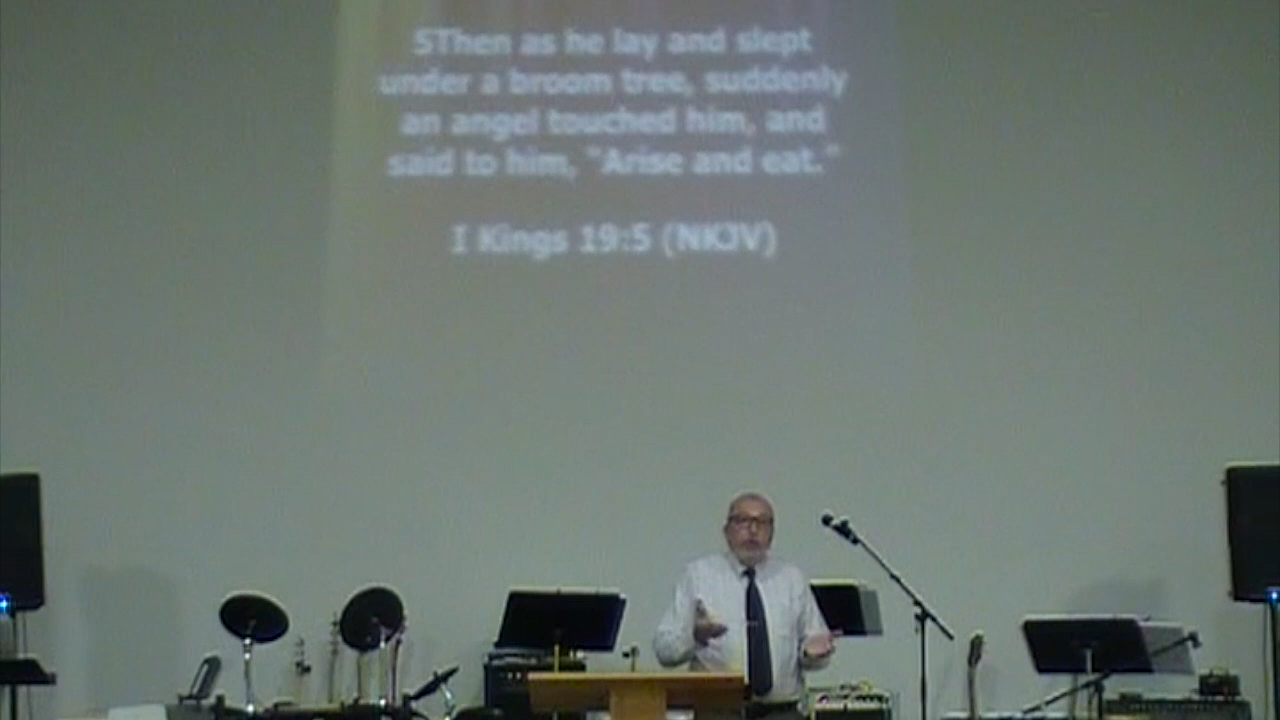 5Then as he lay and slept
under a broom tree, suddenly
an angel touched him, and
said to him, "Arise and eat."
I Kings 19:5 (NKJV)